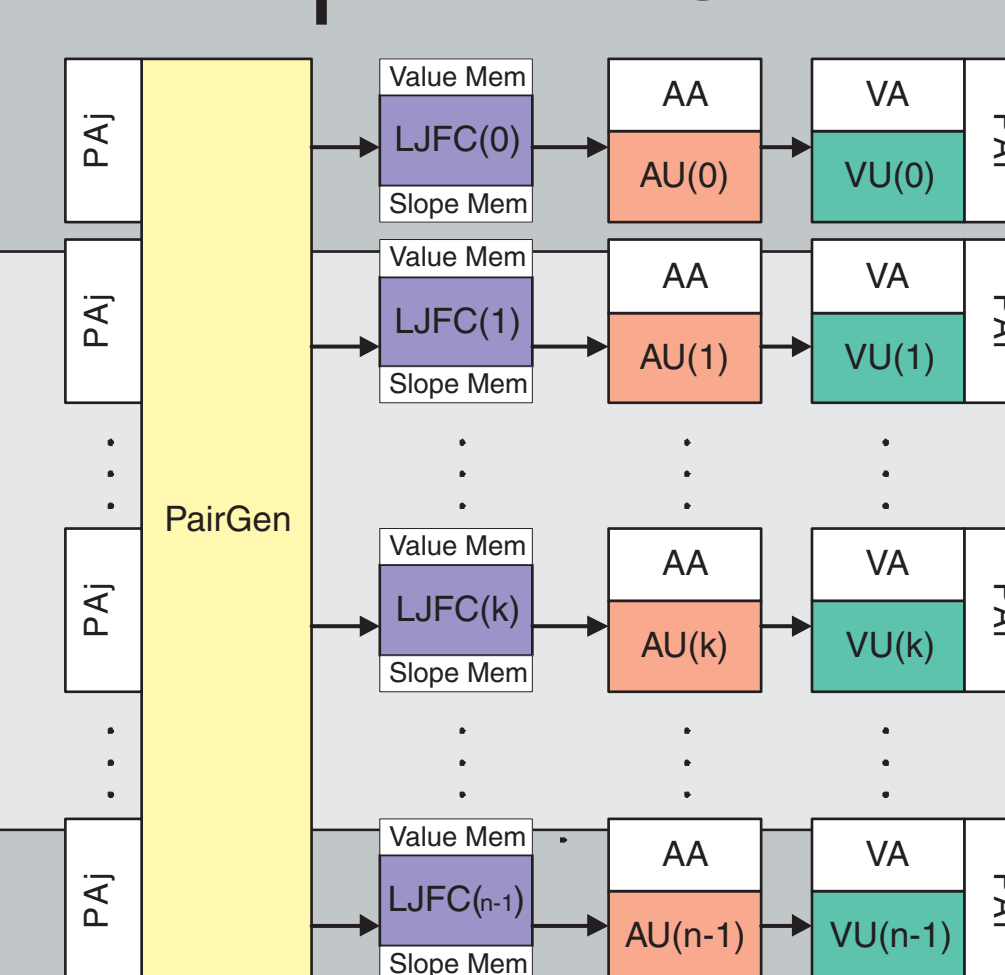 PAj
Value Mem
LJFC(0)
Slope Mem
AA
AU(0)
VA
VU(0)
PAj
Value Mem
LJFC(1)
Slope Mem
AA
AU(1)
VA
VU(1)
PairGen
PAj
Value Mem
LJFC(k)
Slope Mem
AA
AU(k)
VA
VU(k)
PAj
Value Mem
LJFC(n-1)
Slope Mem
AA
AU(n-1)
VA
VU(n-1)